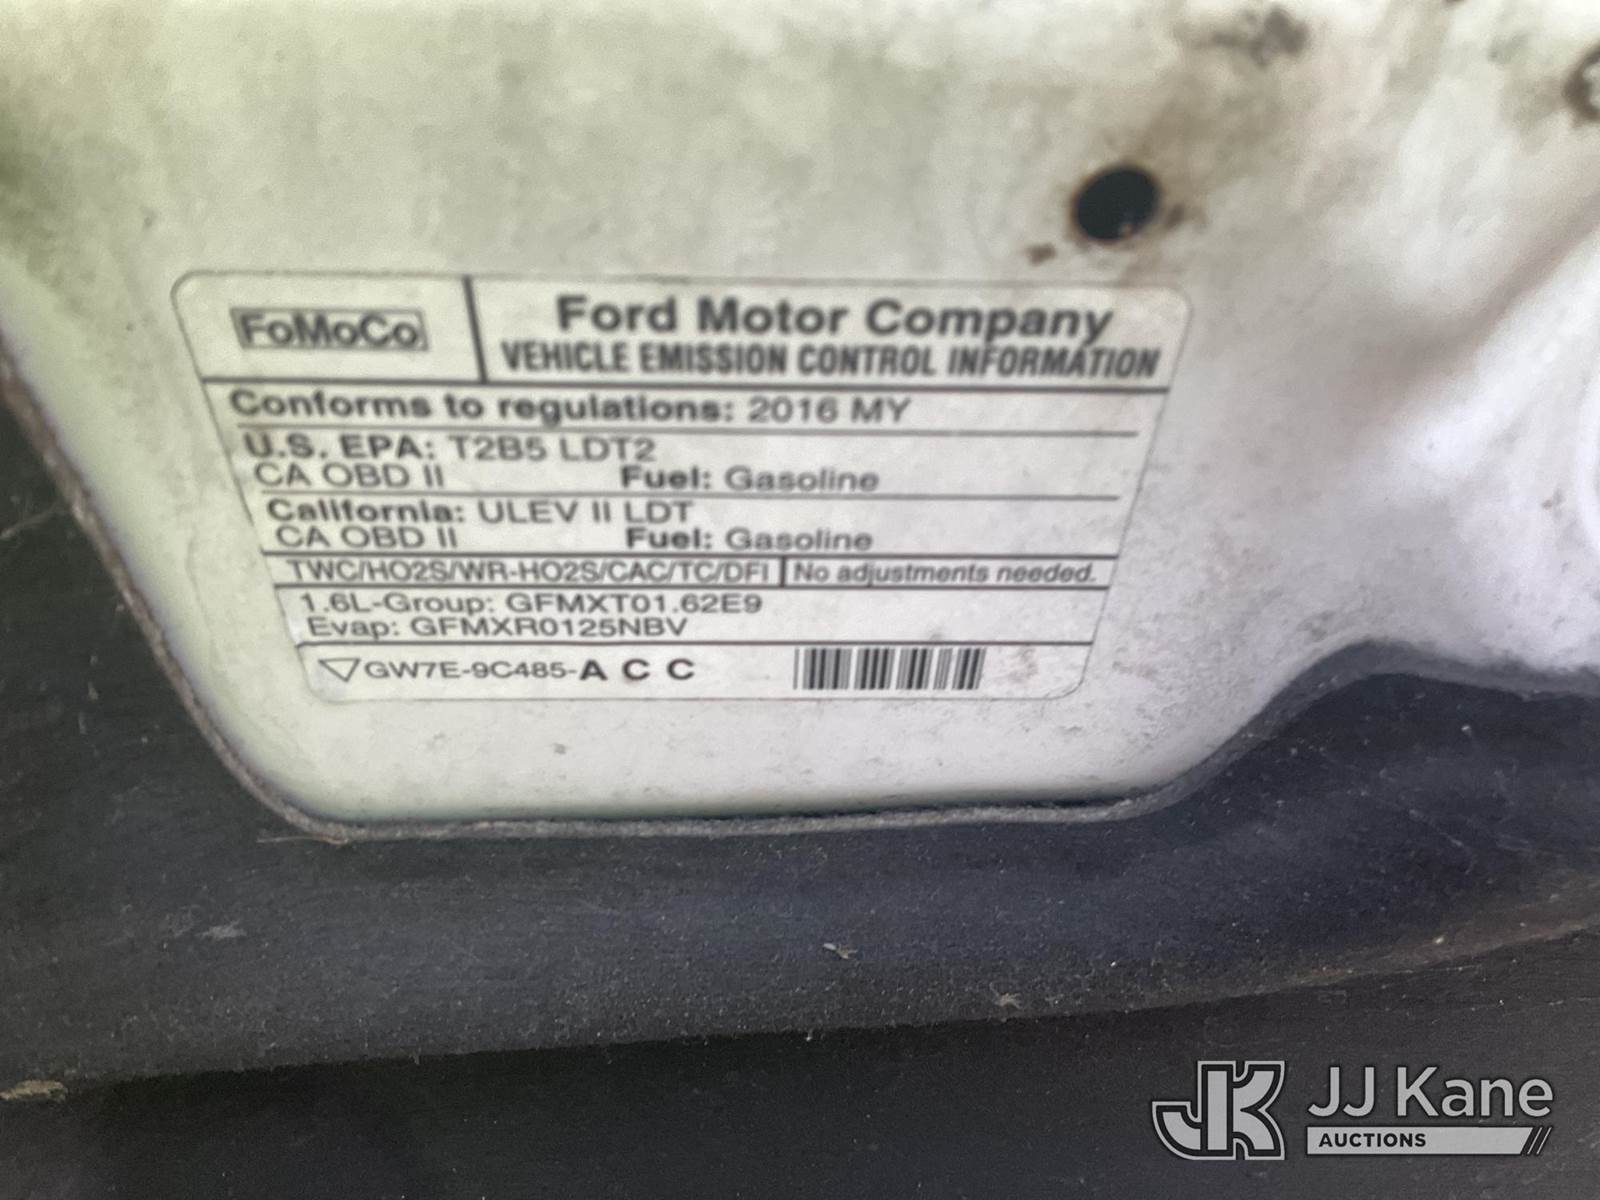 FoMoCo
Ford Motor Company
VEHICLE EMISSION CONTROL INFORMATION
Conforms to regulations: 2016 MY
U.S. EPA: T2B5 LDT2
CA OBD II Fuel: Gasoline
California: ULEV II LDT
CA OBD II Fuel: Gasoline
TWC/HO2S/WR-HO2S/CAC/TC/DFI No adjustments needed.
1.6L-Group: GFMXT01.62E9
Evap: GFMXR0125NBV
GW7E-9C485-A C C
JK JJ Kane
AUCTIONS